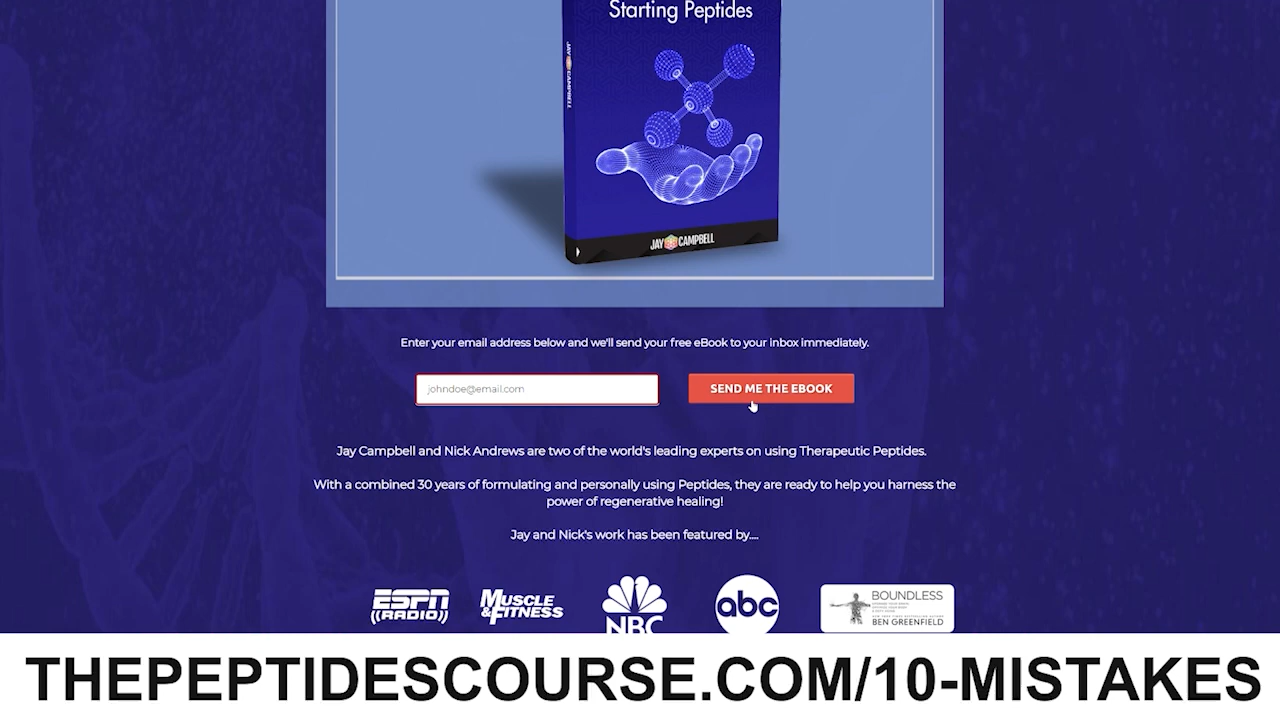 Starting Peptides
JAY CAMPBELL
JAY CAMPBELL
Enter your email address below and we'll send your free eBook to your inbox immediately.
johndoe@email.com
SEND ME THE EBOOK
Jay Campbell and Nick Andrews are two of the world's leading experts on using Therapeutic Peptides.
With a combined 30 years of formulating and personally using Peptides, they are ready to help you harness the
power of regenerative healing!
Jay and Nick's work has been featured by....
ESPN
RADIO
MUSCLE
&FITNESS
NBC
abc
BOUNDLESS
BEN GREENFIELD
THEPEPTIDESCOURSE.COM/10-MISTAKES